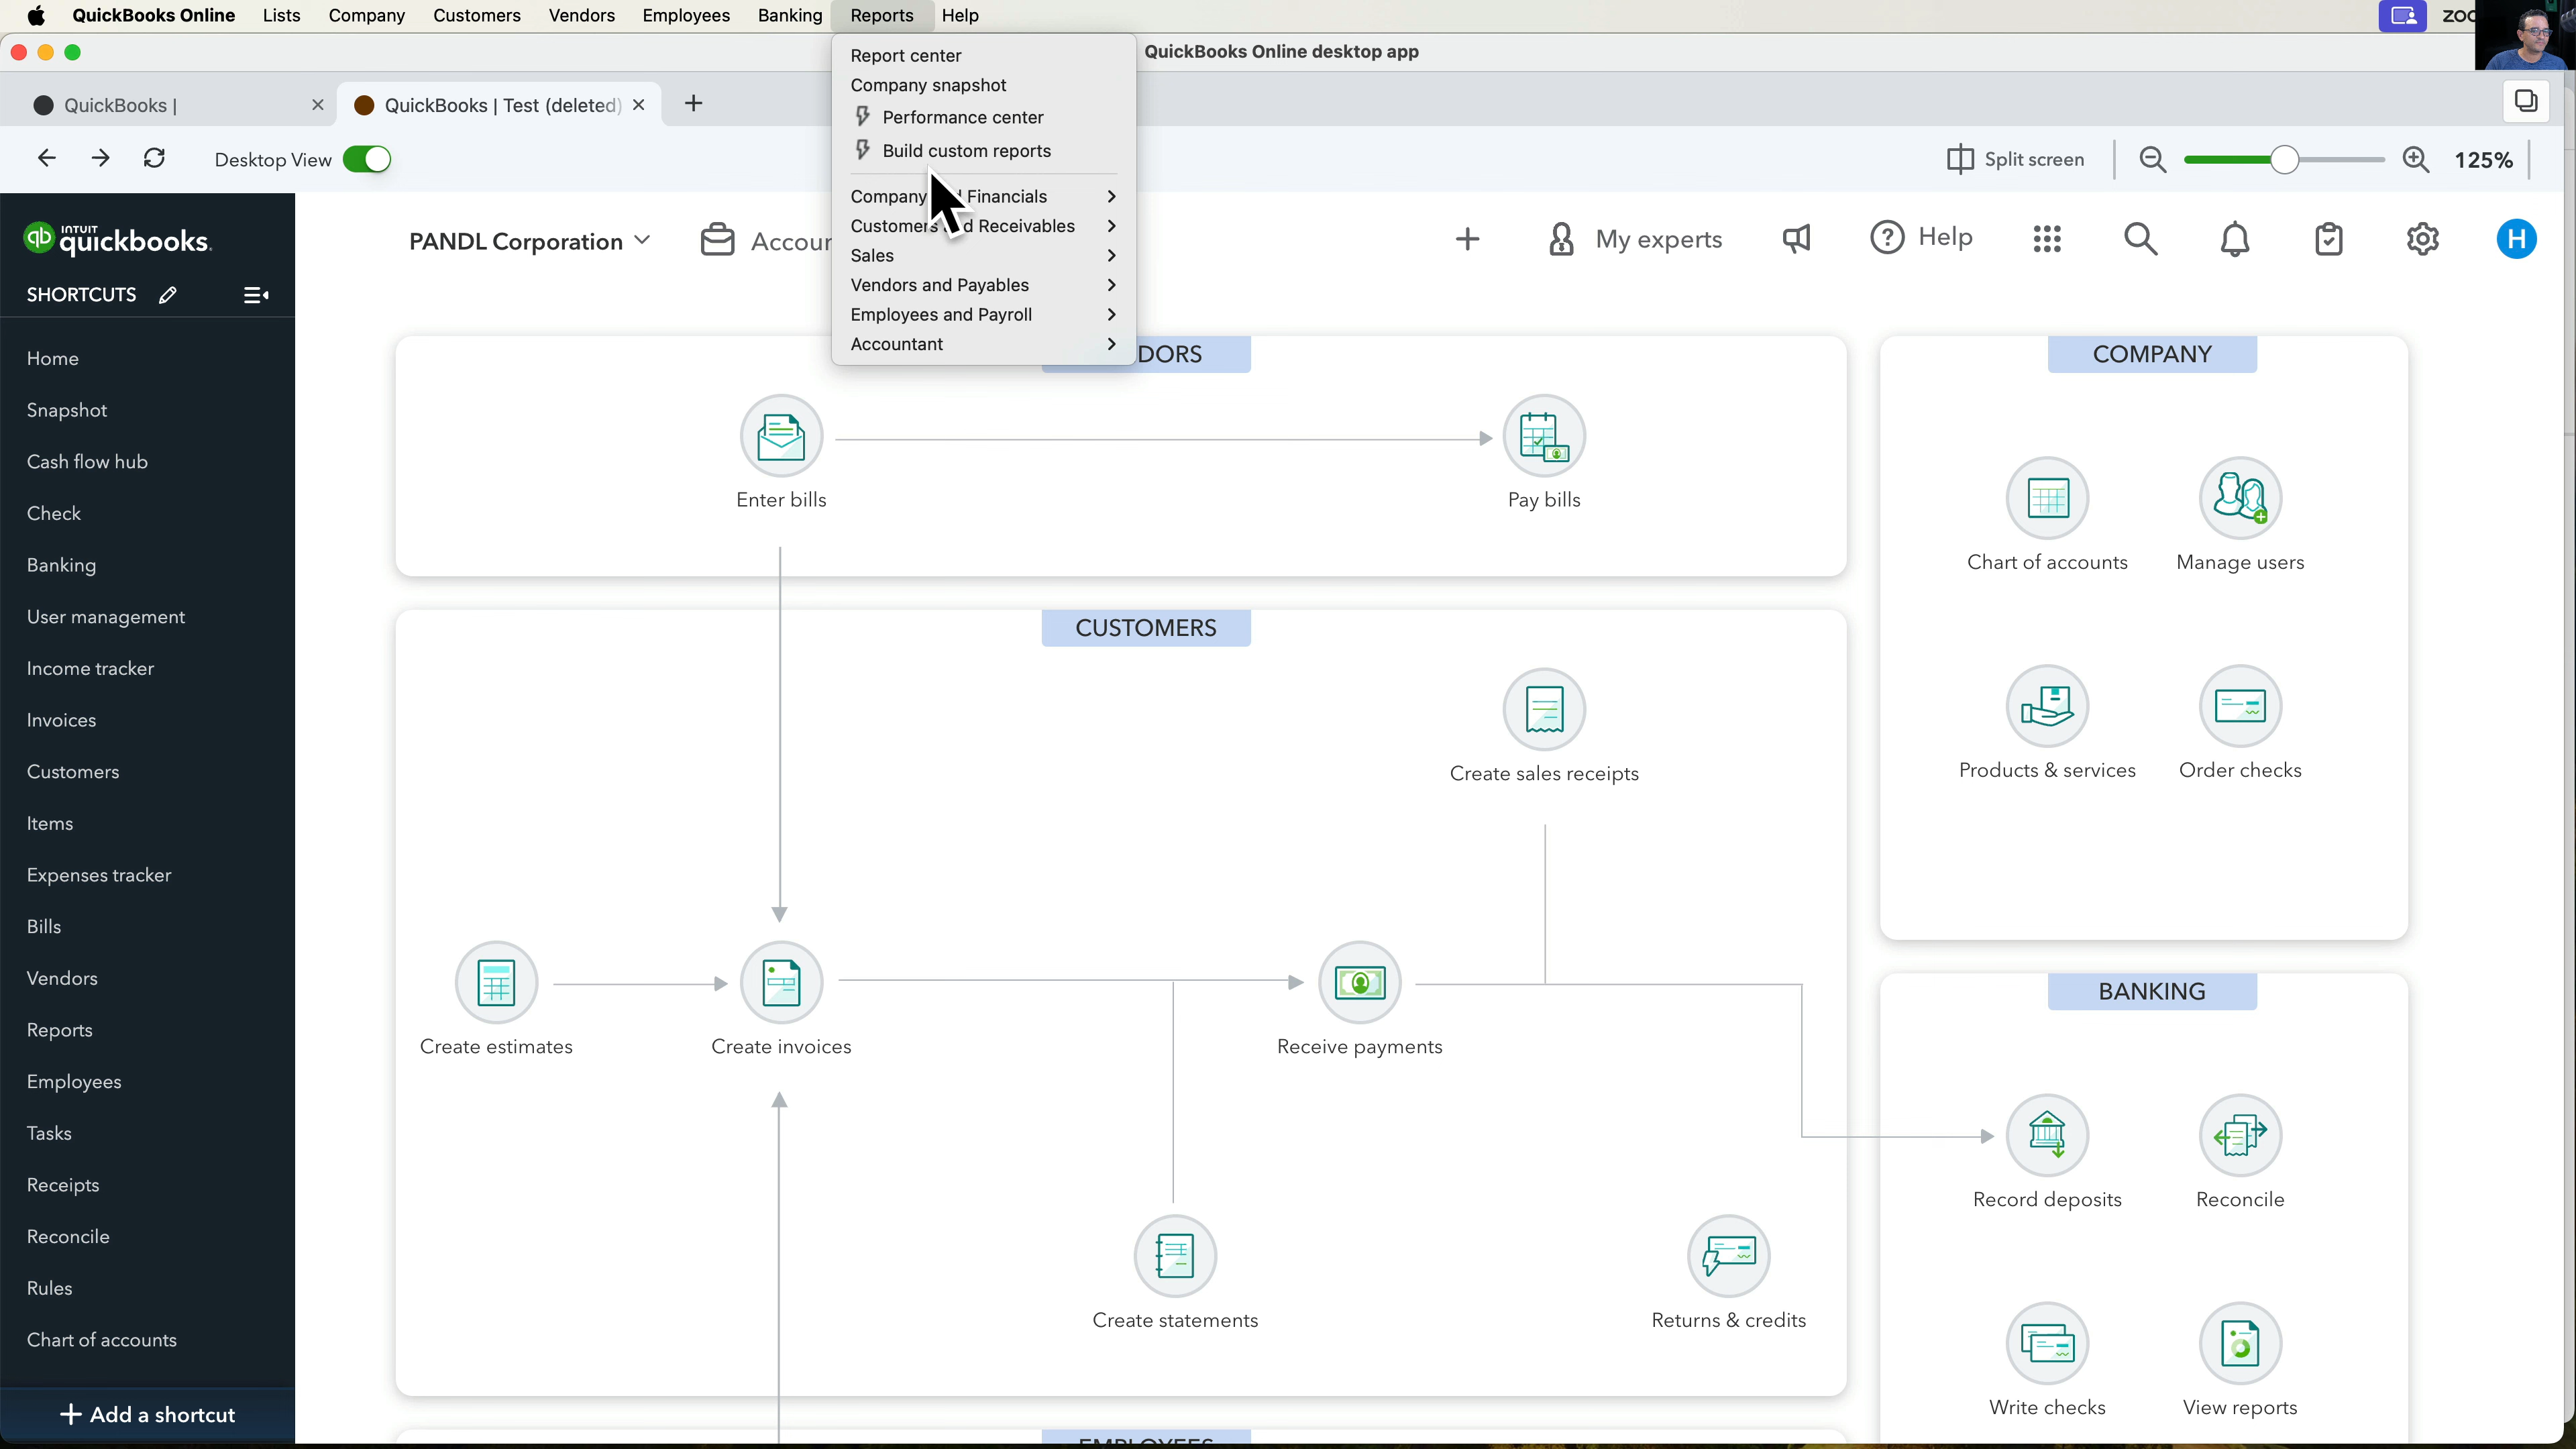 QuickBooks Online Lists Company Customers Vendors Employees Banking Reports Help
QuickBooks Online desktop app
Report center
Company snapshot
Performance center
Build custom reports
Company Financials
Customers d Receivables
Sales
Vendors and Payables
Employees and Payroll
Accountant
QuickBooks |
QuickBooks | Test (deleted)
Desktop View
Split screen
125%
INTUIT
quickbooks.
SHORTCUTS
Home
Snapshot
Cash flow hub
Check
Banking
User management
Income tracker
Invoices
Customers
Items
Expenses tracker
Bills
Vendors
Reports
Employees
Tasks
Receipts
Reconcile
Rules
Chart of accounts
Add a shortcut
PANDL Corporation
Accoun
My experts
Help
H
DORS
Enter bills
Pay bills
CUSTOMERS
Create sales receipts
Create estimates
Create invoices
Receive payments
Create statements
Returns & credits
COMPANY
Chart of accounts
Manage users
Products & services
Order checks
BANKING
Record deposits
Reconcile
Write checks
View reports